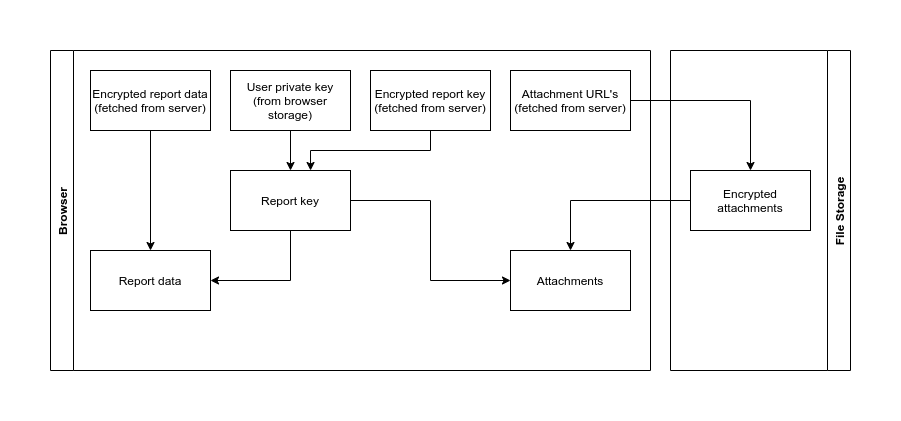 Browser
Encrypted report data
(fetched from server)
User private key
(from browser
storage)
Encrypted report key
(fetched from server)
Attachment URL's
(fetched from server)
Report key
Encrypted
attachments
Report data
Attachments
File Storage